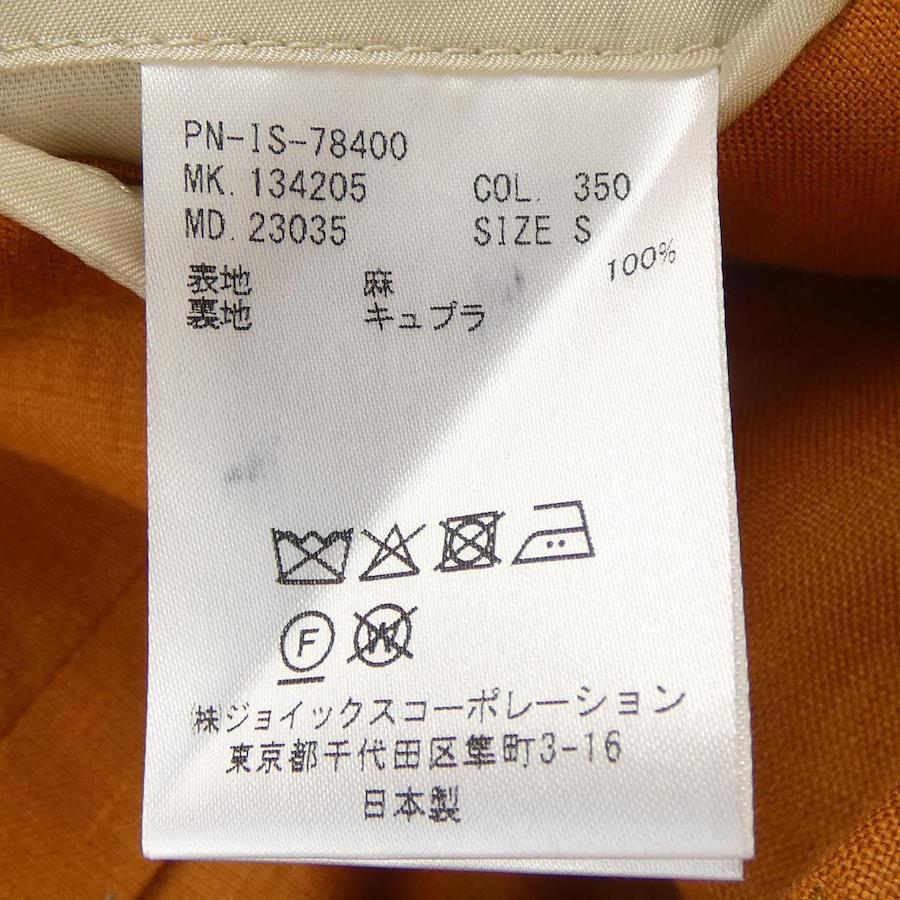 PN-IS-78400
MK. 134205 COL. 350
MD. 23035 SIZE S
表地 麻 100%
裏地 キュプラ
F
W
㈱ジョイックスコーポレーション
東京都千代田区隼町3-16
日本製